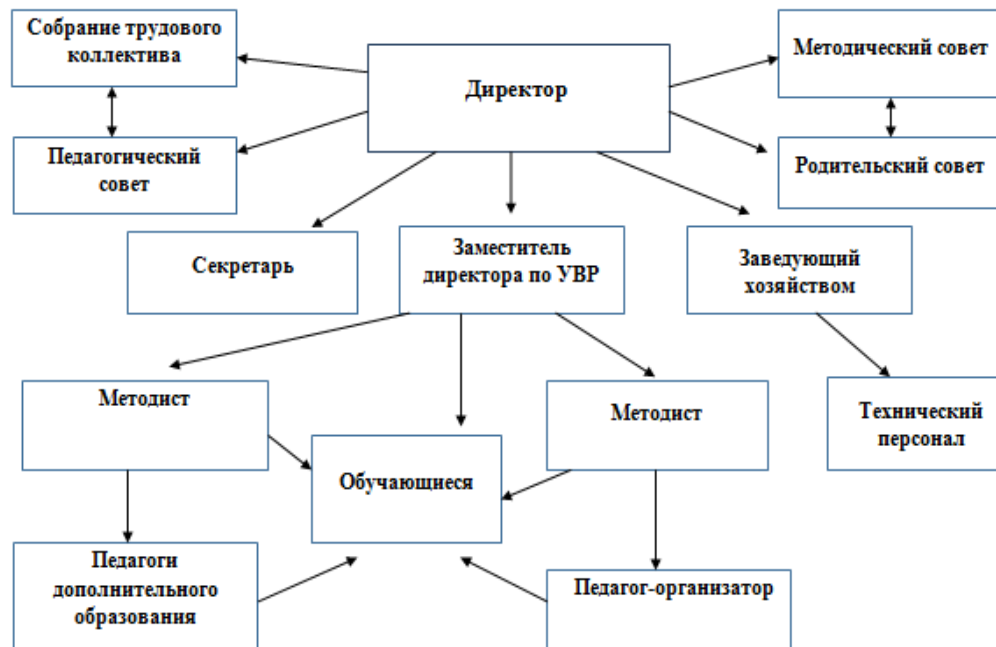 Собрание трудового
коллектива
Директор
Методический совет
Педагогический
совет
Родительский совет
Секретарь
Заместитель
директора по УВР
Заведующий
хозяйством
Методист
Обучающиеся
Методист
Технический
персонал
Педагоги
дополнительного
образования
Педагог-организатор